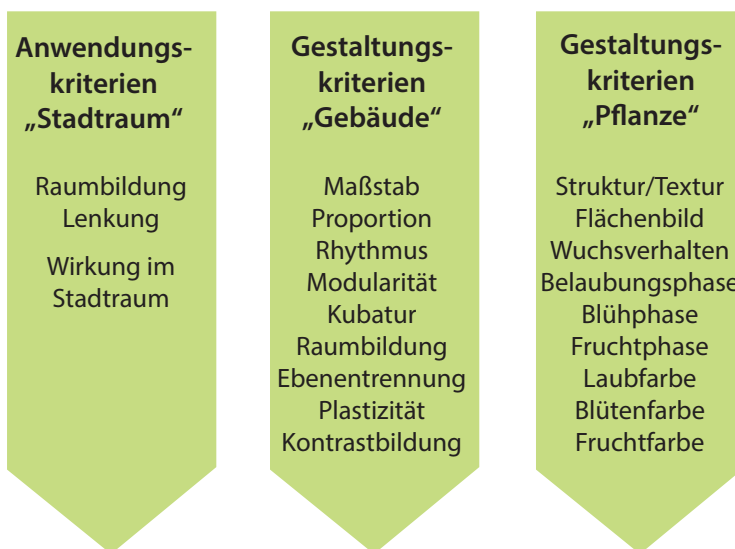 Anwendungs-
kriterien
„Stadtraum“
Raumbildung
Lenkung
Wirkung im
Stadtraum
Gestaltungs-
kriterien
„Gebäude“
Maßstab
Proportion
Rhythmus
Modularität
Kubatur
Raumbildung
Ebenentrennung
Plastizität
Kontrastbildung
Gestaltungs-
kriterien
„Pflanze“
Struktur/Textur
Flächenbild
Wuchsverhalten
Belaubungsphase
Blühphase
Fruchtphase
Laubfarbe
Blütenfarbe
Fruchtfarbe